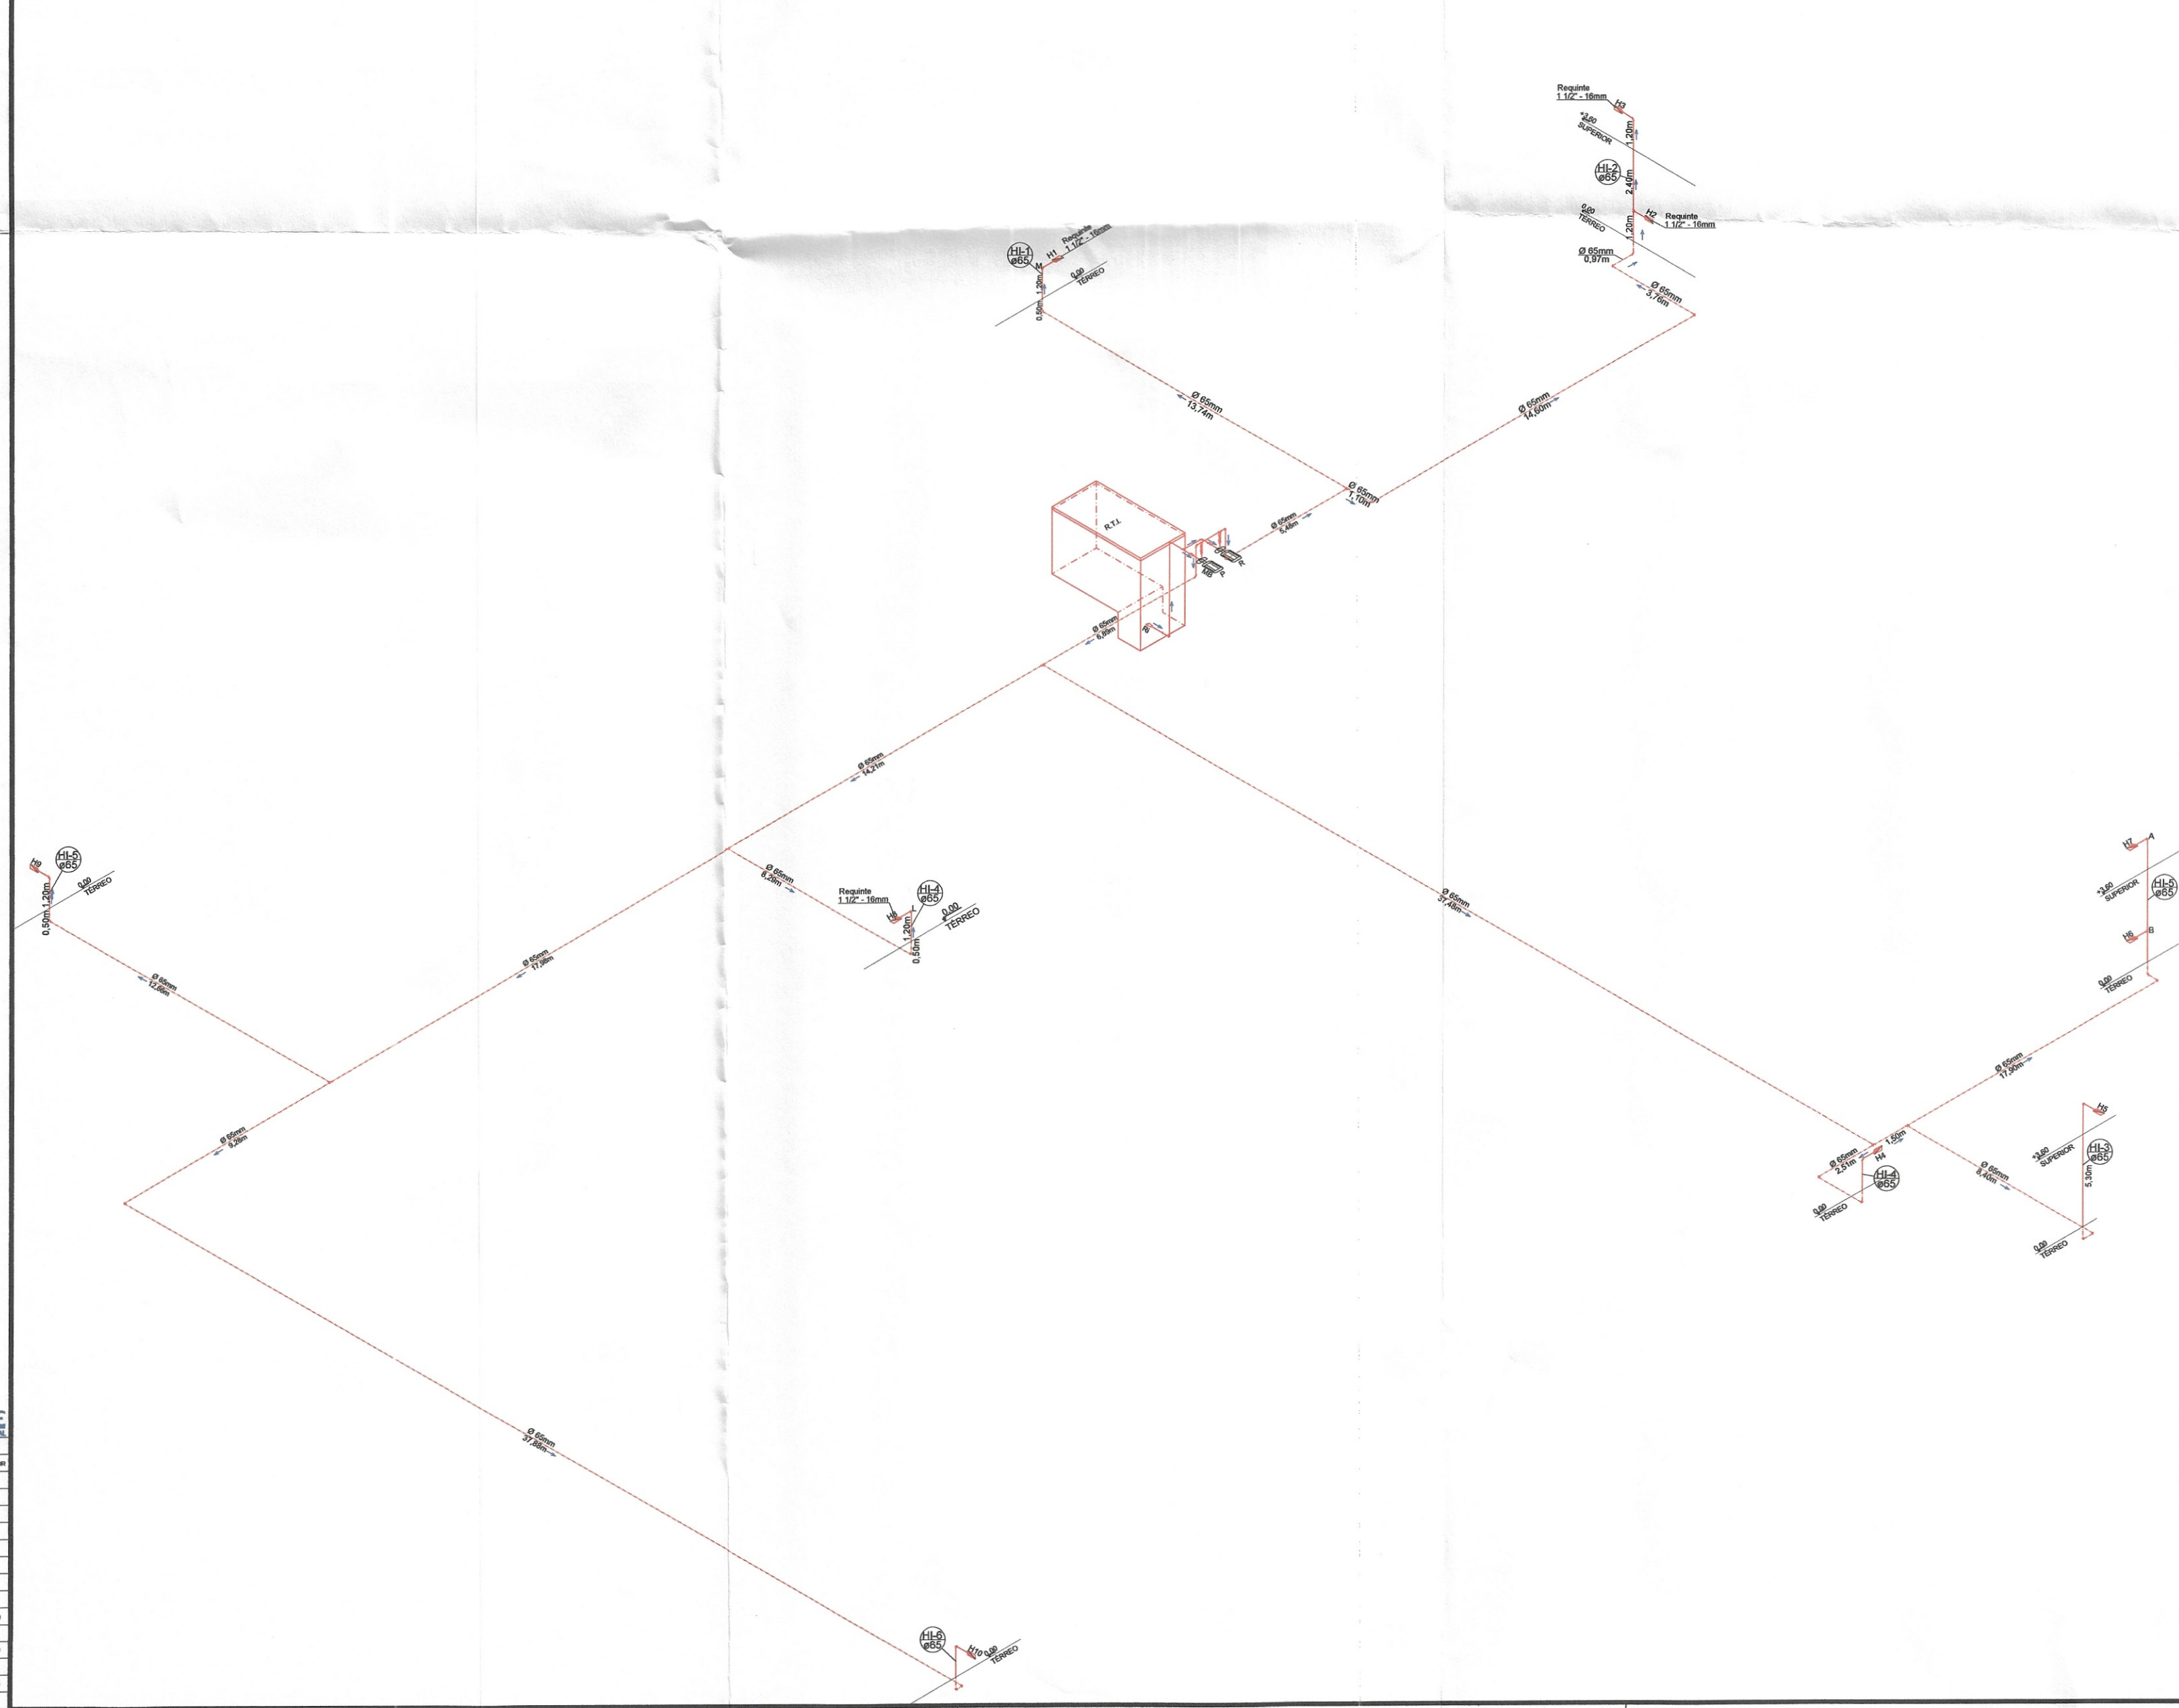 Requinte
1 1/2" - 16mm
H3
+3,60
SUPERIOR
1,20m
HI-2
ø65
2,40m
0,00
TÉRREO
H2
Requinte
1 1/2" - 16mm
1,20m
Ø 65mm
0,97m
Ø 65mm
3,76m
HI-1
ø65
M
H1
Requinte
1 1/2" - 16mm
0,00
TÉRREO
0,50m 1,20m
Ø 65mm
13,74m
Ø 65mm
14,60m
Ø 65mm
1,10m
Ø 65mm
5,48m
R.T.I.
MB
Ø 65mm
6,89m
Ø 65mm
14,21m
H9
HI-5
ø65
0,00
TÉRREO
0,50m 1,20m
Ø 65mm
8,29m
Requinte
1 1/2" - 16mm
HI-4
ø65
L
0,00
TÉRREO
1,20m
0,50m
Ø 65mm
37,48m
H7
A
+3,60
SUPERIOR
HI-5
ø65
H6
B
0,00
TÉRREO
Ø 65mm
12,66m
Ø 65mm
17,98m
Ø 65mm
17,90m
Ø 65mm
9,28m
1,50m
H4
Ø 65mm
2,51m
HI-4
ø65
0,00
TÉRREO
Ø 65mm
8,40m
H5
+3,60
SUPERIOR
HI-3
ø65
5,30m
0,00
TÉRREO
Ø 65mm
37,88m
HI-6
ø65
H10
0,00
TÉRREO